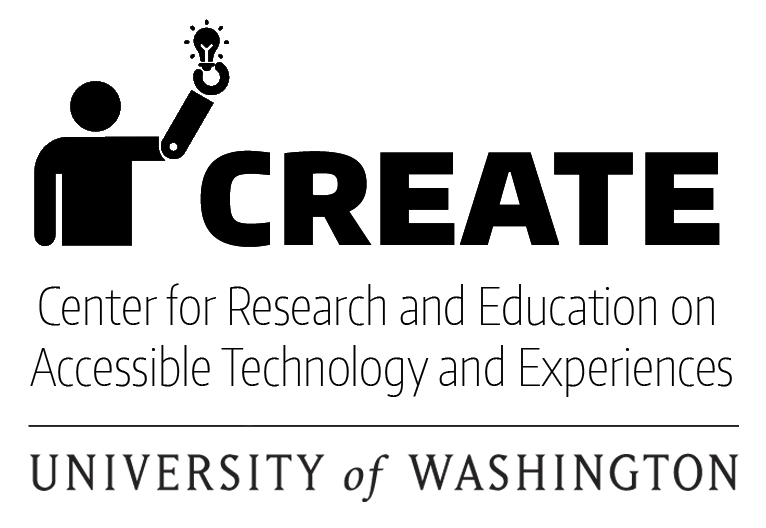 CREATE
Center for Research and Education on
Accessible Technology and Experiences
UNIVERSITY of WASHINGTON